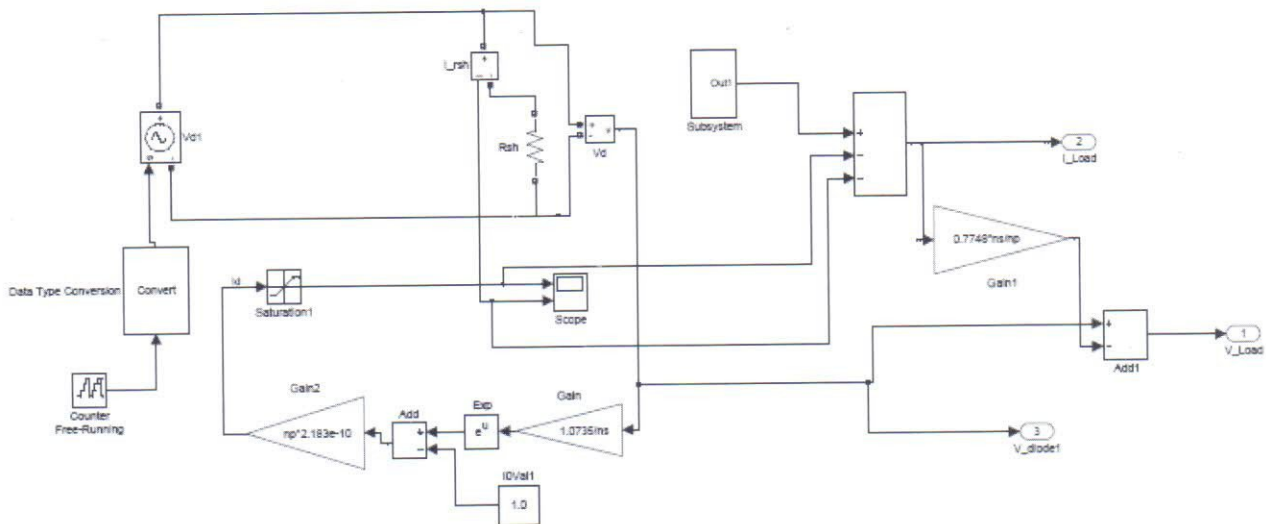 I_rsh
Vd1
Rsh
+
-
v
Vd
Out1
Subsystem
+
−
−
2
I_Load
0.7748*ns/np
Gain1
Data Type Conversion
Convert
Id
Saturation1
Scope
+
−
Add1
1
V_Load
Counter
Free-Running
Gain2
np*2.183e-10
Add
+
−
Exp
e^u
Gain
1.0735/ns
3
V_diode1
I0Val1
1.0